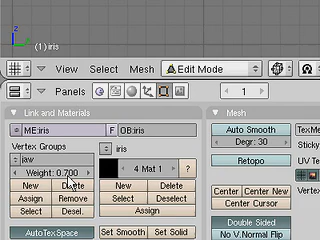 z
(1) iris
View Select Mesh Edit Mode
Panels 1
Link and Materials
Mesh
ME:iris F OB:iris
Auto Smooth
TexMe
Vertex Groups
iris
Degr: 30
Sticky
jaw
Retopo
Weight: 0.700
4 Mat 1 ?
New Delete
New Delete
Center Center New
Assign Remove
Select Deselect
Cursor
Select Desel.
Assign
Double Sided
AutoTexSpace
Set Smooth Set Solid
No V.Normal Flip